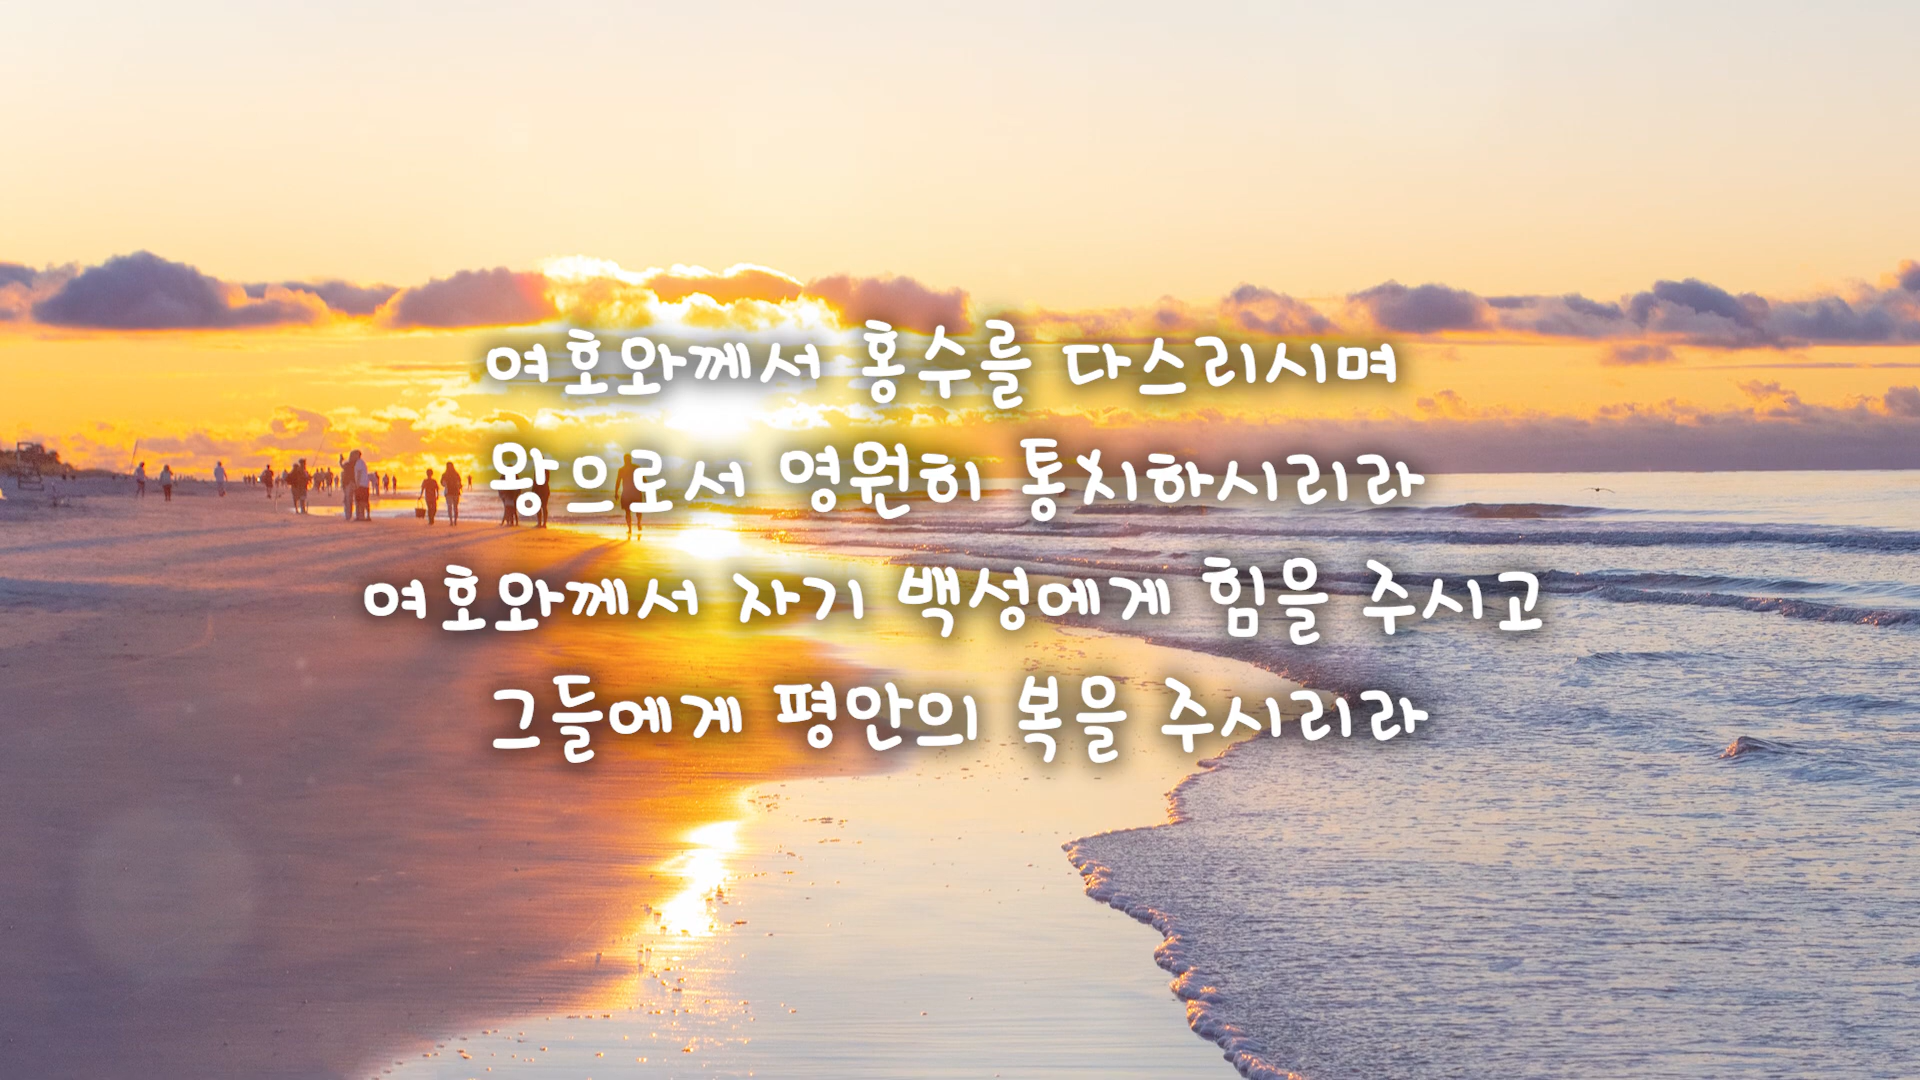 여호와께서 홍수를 다스리시며
왕으로서 영원히 통치하시리라
여호와께서 자기 백성에게 힘을 주시고
그들에게 평안의 복을 주시리라